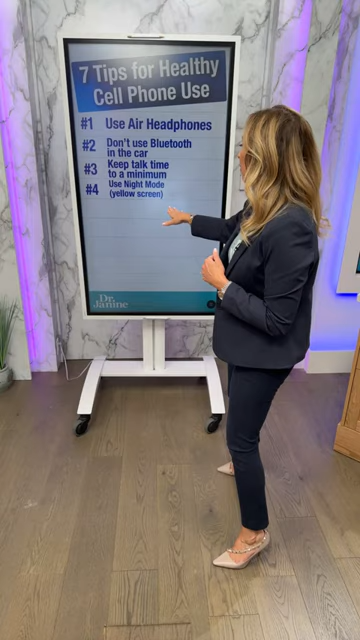 7 Tips for Healthy
Cell Phone Use
#1 Use Air Headphones
#2 Don't use Bluetooth
in the car
#3 Keep talk time
to a minimum
#4 Use Night Mode
(yellow screen)
Dr.
Janine